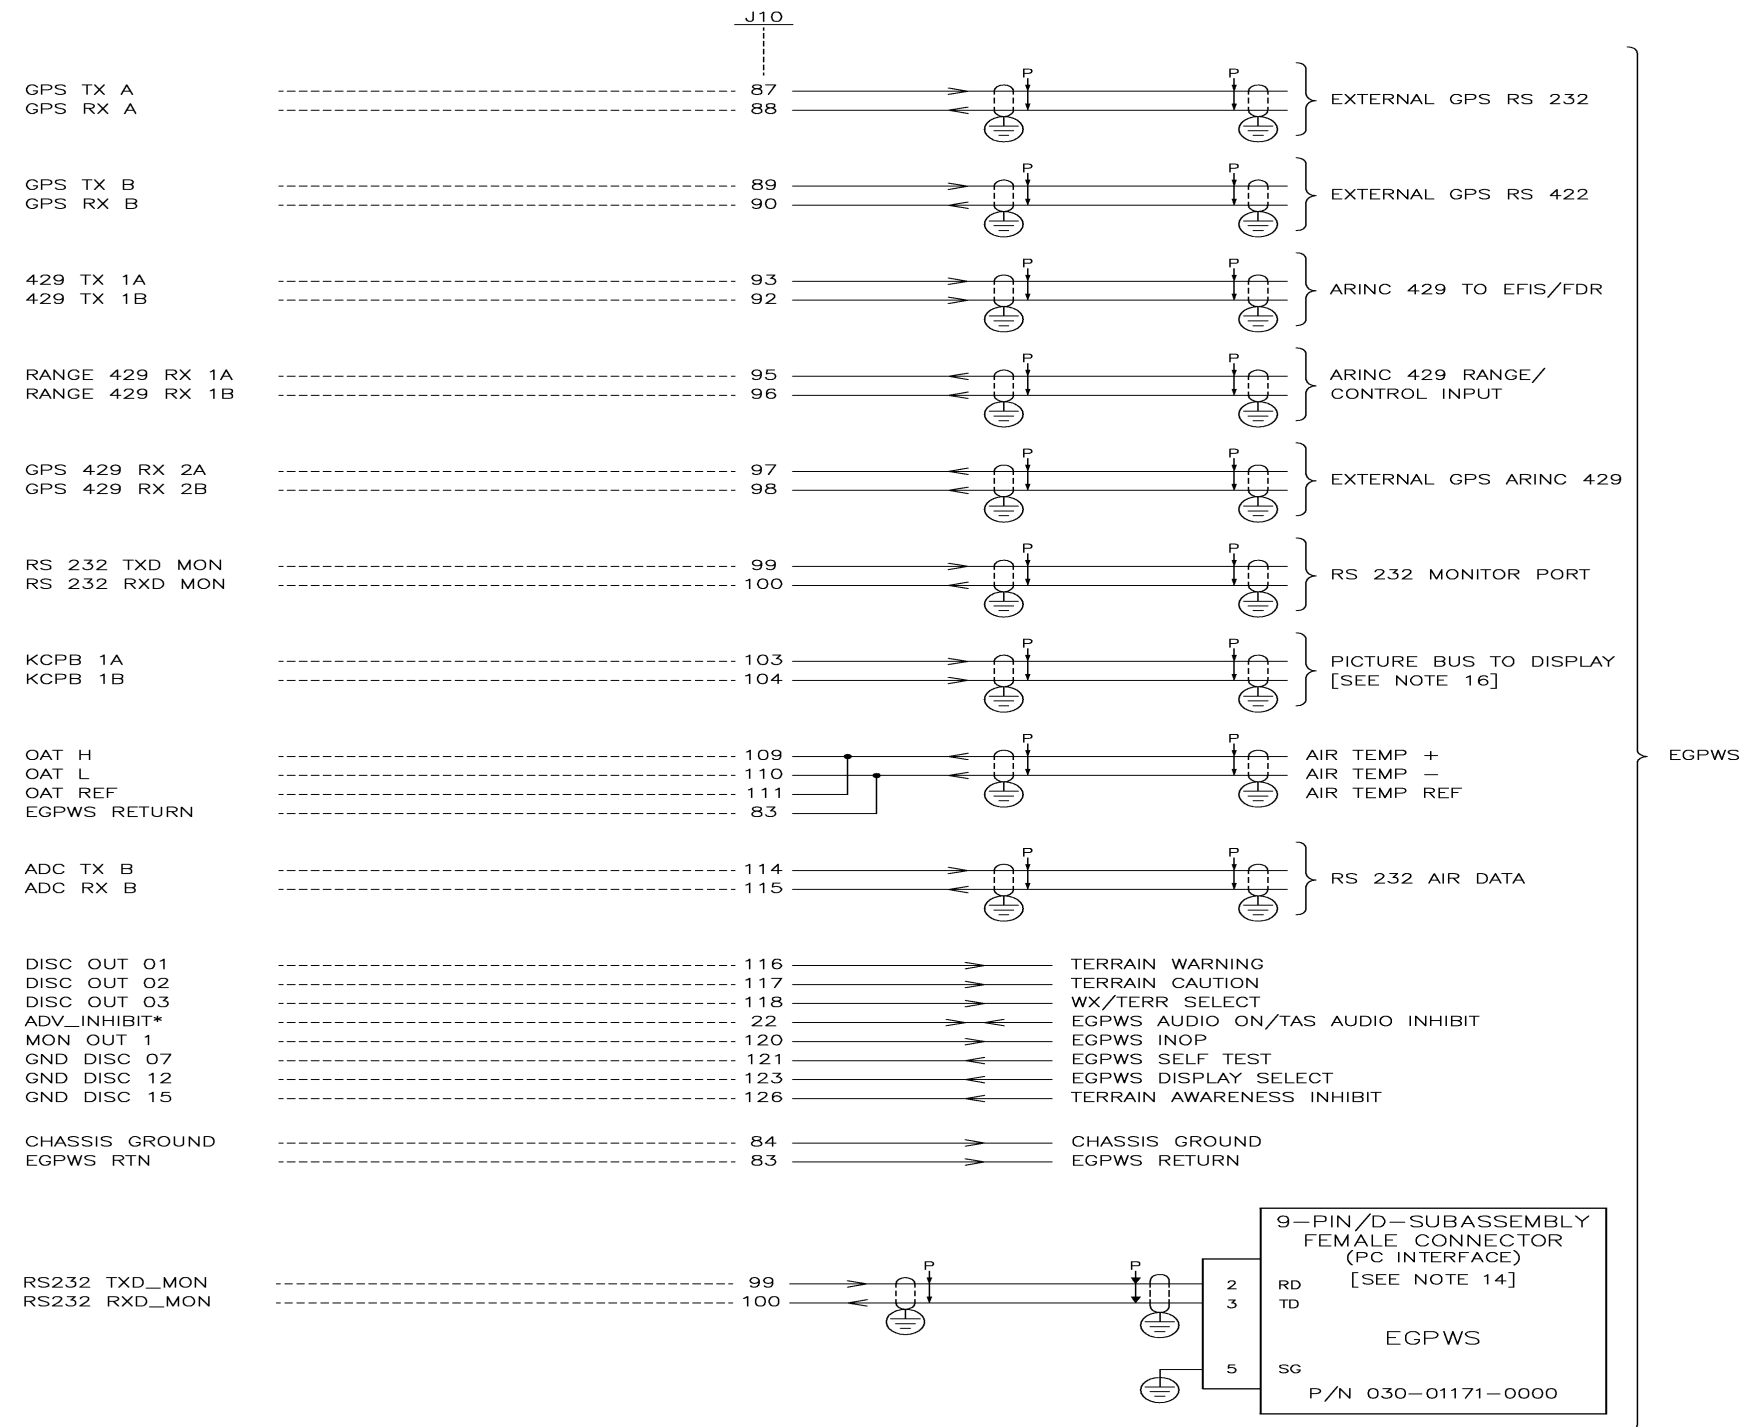 J10
GPS TX A 87 P P EXTERNAL GPS RS 232
GPS RX A 88
GPS TX B 89 P P EXTERNAL GPS RS 422
GPS RX B 90
429 TX 1A 93 P P ARINC 429 TO EFIS/FDR
429 TX 1B 92
RANGE 429 RX 1A 95 P P ARINC 429 RANGE/
RANGE 429 RX 1B 96 CONTROL INPUT
GPS 429 RX 2A 97 P P EXTERNAL GPS ARINC 429
GPS 429 RX 2B 98
RS 232 TXD MON 99 P P RS 232 MONITOR PORT
RS 232 RXD MON 100
KCPB 1A 103 P P PICTURE BUS TO DISPLAY
KCPB 1B 104 [SEE NOTE 16]
OAT H 109 P P AIR TEMP + EGPWS
OAT L 110 AIR TEMP –
OAT REF 111 AIR TEMP REF
EGPWS RETURN 83
ADC TX B 114 P P RS 232 AIR DATA
ADC RX B 115
DISC OUT 01 116 TERRAIN WARNING
DISC OUT 02 117 TERRAIN CAUTION
DISC OUT 03 118 WX/TERR SELECT
ADV_INHIBIT* 22 EGPWS AUDIO ON/TAS AUDIO INHIBIT
MON OUT 1 120 EGPWS INOP
GND DISC 07 121 EGPWS SELF TEST
GND DISC 12 123 EGPWS DISPLAY SELECT
GND DISC 15 126 TERRAIN AWARENESS INHIBIT
CHASSIS GROUND 84 CHASSIS GROUND
EGPWS RTN 83 EGPWS RETURN
9–PIN/D–SUBASSEMBLY
FEMALE CONNECTOR
(PC INTERFACE)
[SEE NOTE 14]
RS232 TXD_MON 99 P P 2 RD
RS232 RXD_MON 100 3 TD
EGPWS
5 SG
P/N 030–01171–0000